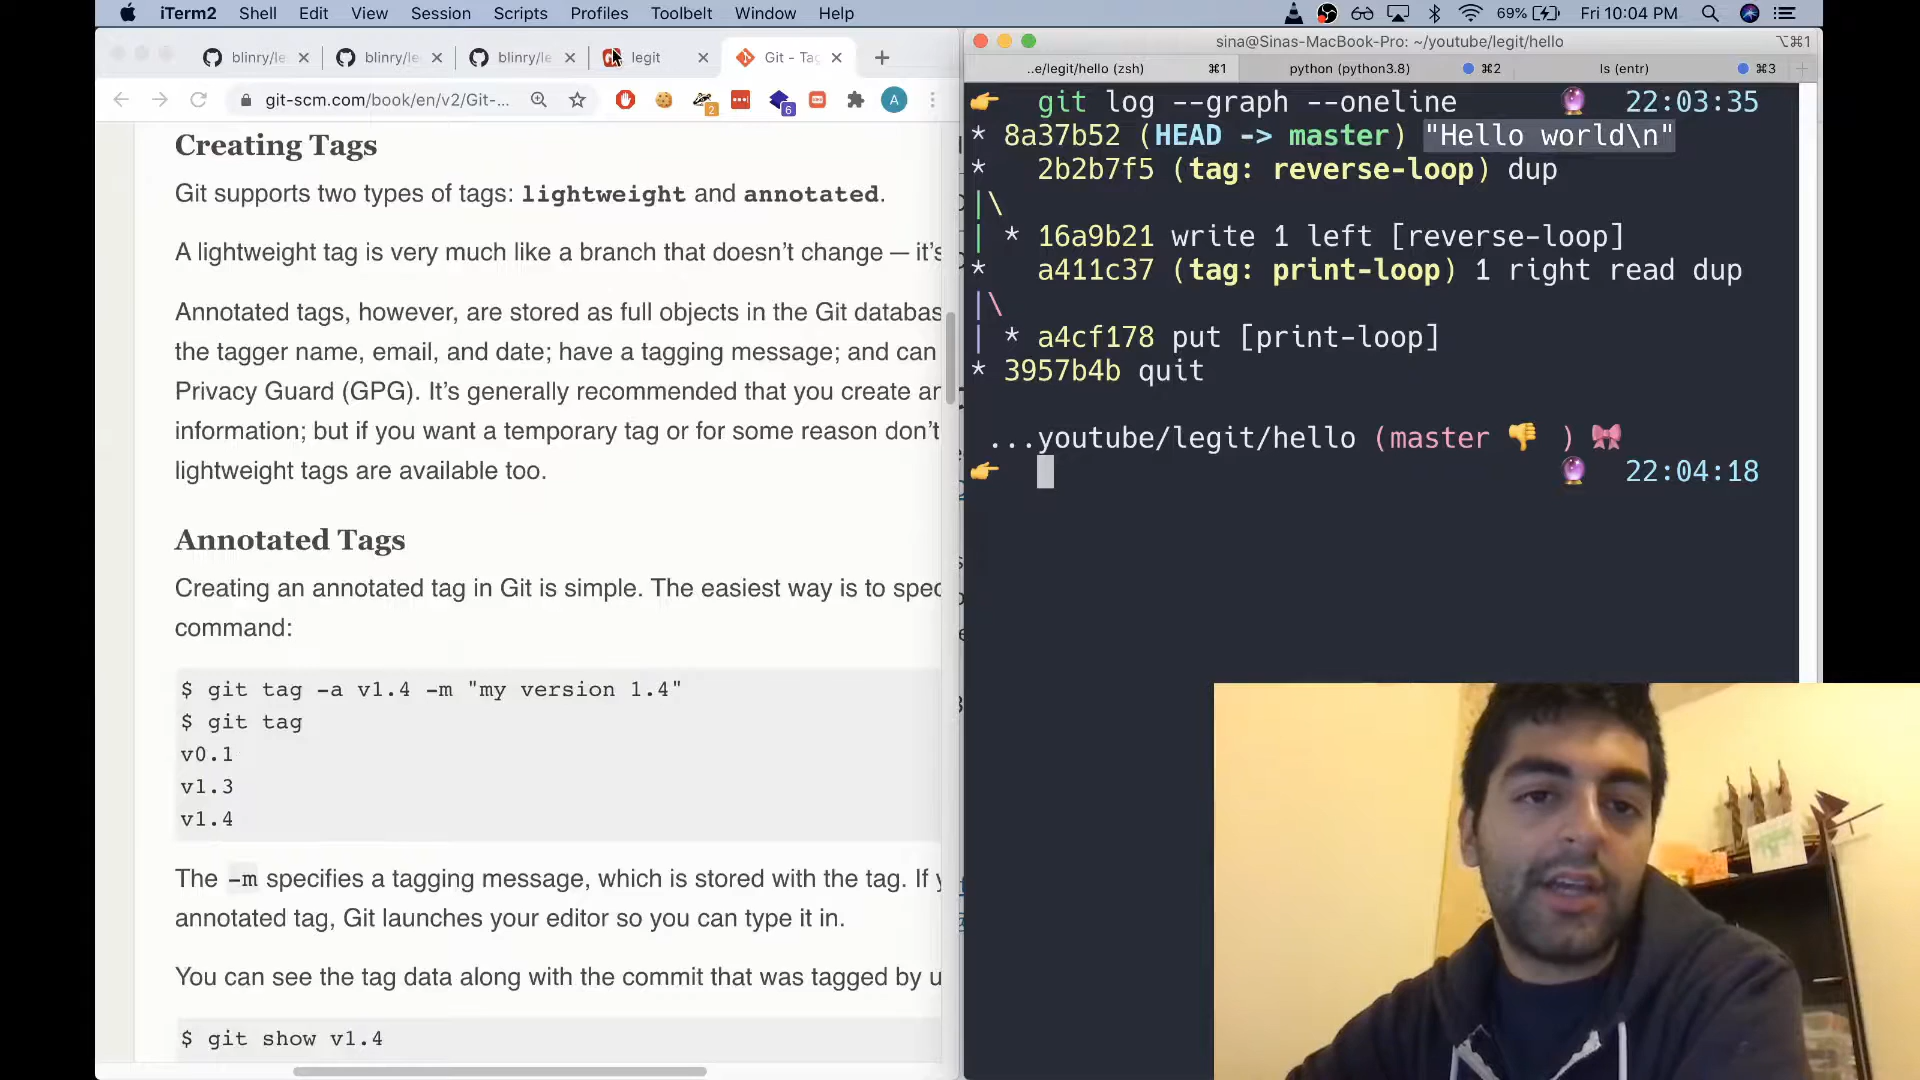 iTerm2 Shell Edit View Session Scripts Profiles Toolbelt Window Help 69% Fri 10:04 PM
blinry/le
blinry/le
blinry/le
legit
Git - Tag
git-scm.com/book/en/v2/Git-...
2
6
A
Creating Tags
Git supports two types of tags: lightweight and annotated.
A lightweight tag is very much like a branch that doesn’t change — it’s
Annotated tags, however, are stored as full objects in the Git databas
the tagger name, email, and date; have a tagging message; and can
Privacy Guard (GPG). It’s generally recommended that you create an
information; but if you want a temporary tag or for some reason don’t
lightweight tags are available too.
Annotated Tags
Creating an annotated tag in Git is simple. The easiest way is to spec
command:
$ git tag -a v1.4 -m "my version 1.4"
$ git tag
v0.1
v1.3
v1.4
The -m specifies a tagging message, which is stored with the tag. If y
annotated tag, Git launches your editor so you can type it in.
You can see the tag data along with the commit that was tagged by u
$ git show v1.4
sina@Sinas-MacBook-Pro: ~/youtube/legit/hello ⌥⌘1
..e/legit/hello (zsh) ⌘1 python (python3.8) ⌘2 ls (entr) ⌘3
👉 git log --graph --oneline 🔮 22:03:35
* 8a37b52 (HEAD -> master) "Hello world\n"
* 2b2b7f5 (tag: reverse-loop) dup
|\
| * 16a9b21 write 1 left [reverse-loop]
* a411c37 (tag: print-loop) 1 right read dup
|\
| * a4cf178 put [print-loop]
* 3957b4b quit
...youtube/legit/hello (master 👎 ) 🎀
👉 🔮 22:04:18